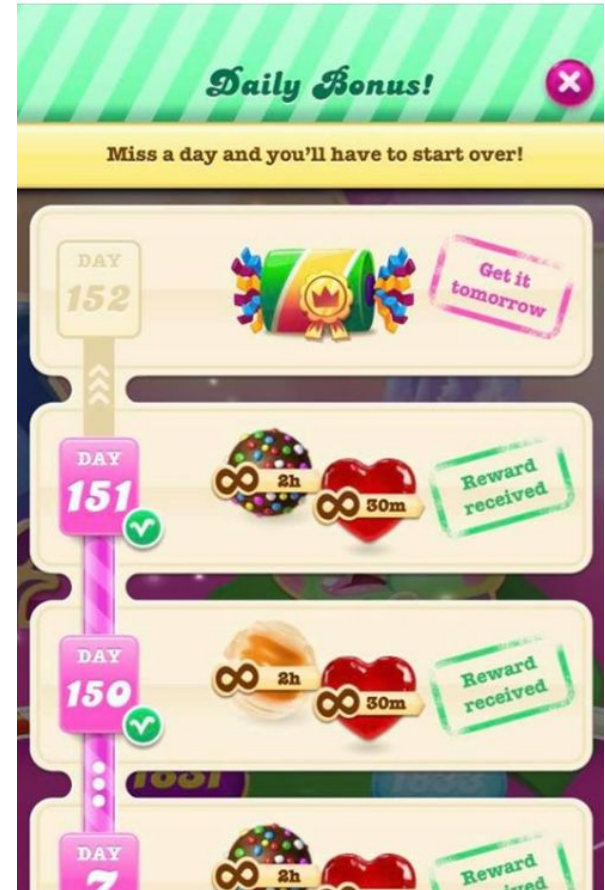 Daily Bonus!
Miss a day and you'll have to start over!
DAY
152
Get it
tomorrow
DAY
151
2h
30m
Reward
received
DAY
150
2h
30m
Reward
received
DAY
7
2h
Reward